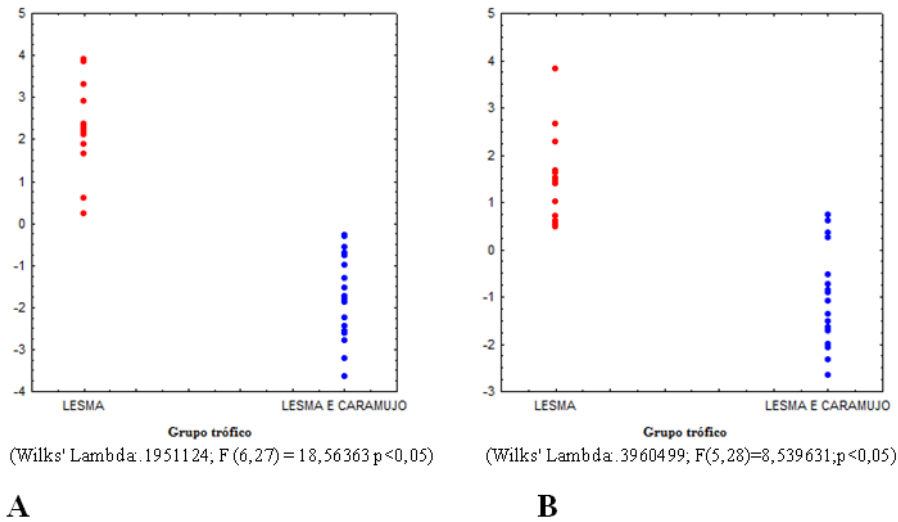 5
4
3
2
1
0
-1
-2
-3
-4
LESMA LESMA E CARAMUJO
Grupo trófico
(Wilks' Lambda:.1951124; F (6,27) = 18,56363 p<0,05)
A
5
4
3
2
1
0
-1
-2
-3
LESMA LESMA E CARAMUJO
Grupo trófico
(Wilks' Lambda:.3960499; F(5,28)=8,539631;p<0,05)
B